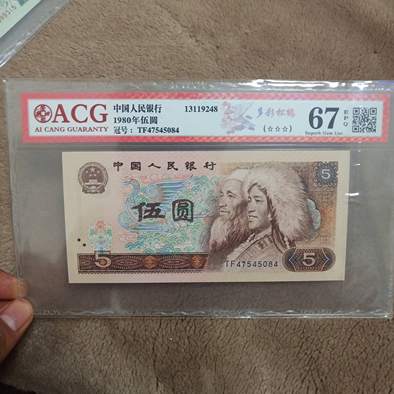 ACG
AI CANG GUARANTY
中国人民银行
1980年伍圆
冠号: TF47545084
13119248
多彩松鹤
(☆☆☆)
67 EPQ
Superb Gem Unc
中国人民银行
5
伍圆
5
5
TF47545084